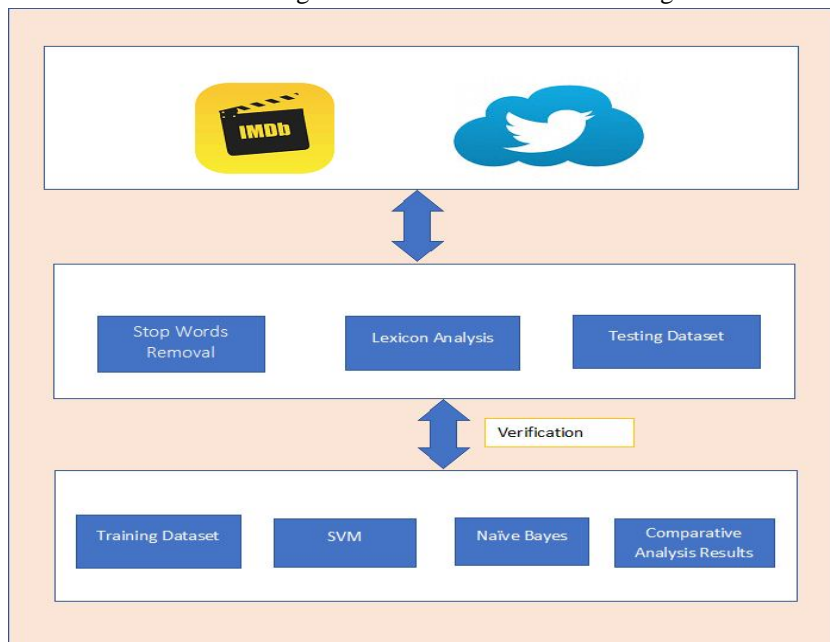 IMDb
Stop Words
Removal
Lexicon Analysis
Testing Dataset
Verification
Training Dataset
SVM
Naïve Bayes
Comparative
Analysis Results